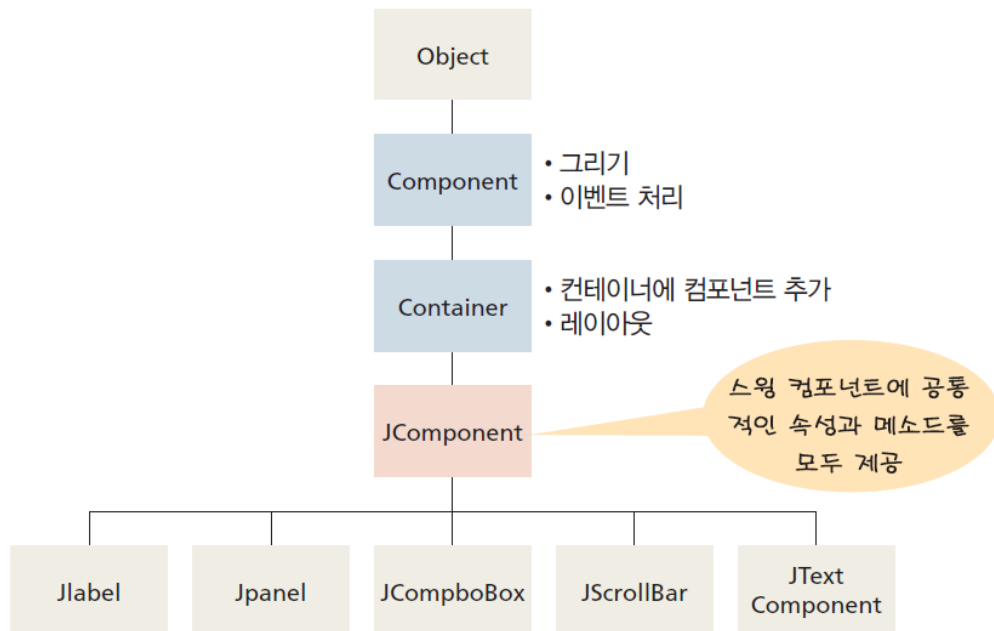 Object
Component
• 그리기
• 이벤트 처리
Container
• 컨테이너에 컴포넌트 추가
• 레이아웃
JComponent
스윙 컴포넌트에 공통
적인 속성과 메소드를
모두 제공
Jlabel
Jpanel
JCompboBox
JScrollBar
JText
Component